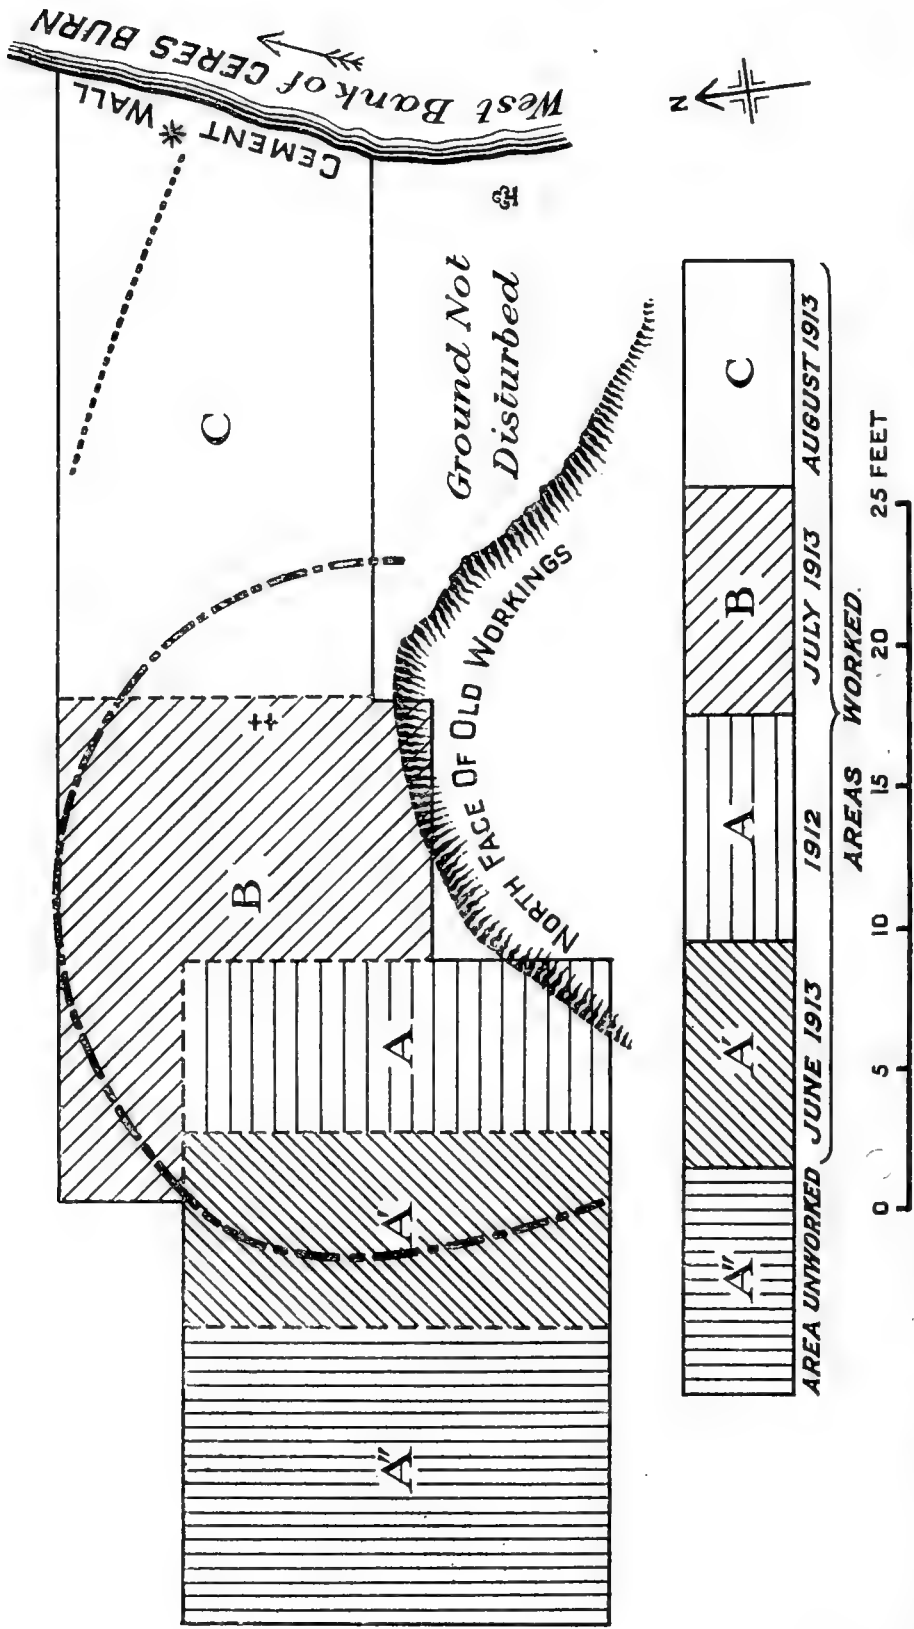 West Bank of CERES BURN
CEMENT WALL
N
C
Ground Not
Disturbed
B
NORTH FACE OF OLD WORKINGS
A
A'
A"
A"
A'
A
B
C
AREA UNWORKED
JUNE 1913
1912
JULY 1913
AUGUST 1913
AREAS WORKED.
0
5
10
15
20
25 FEET